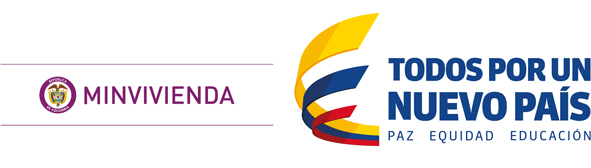 MINVIVIENDA
TODOS POR UN
NUEVO PAÍS
PAZ EQUIDAD EDUCACIÓN